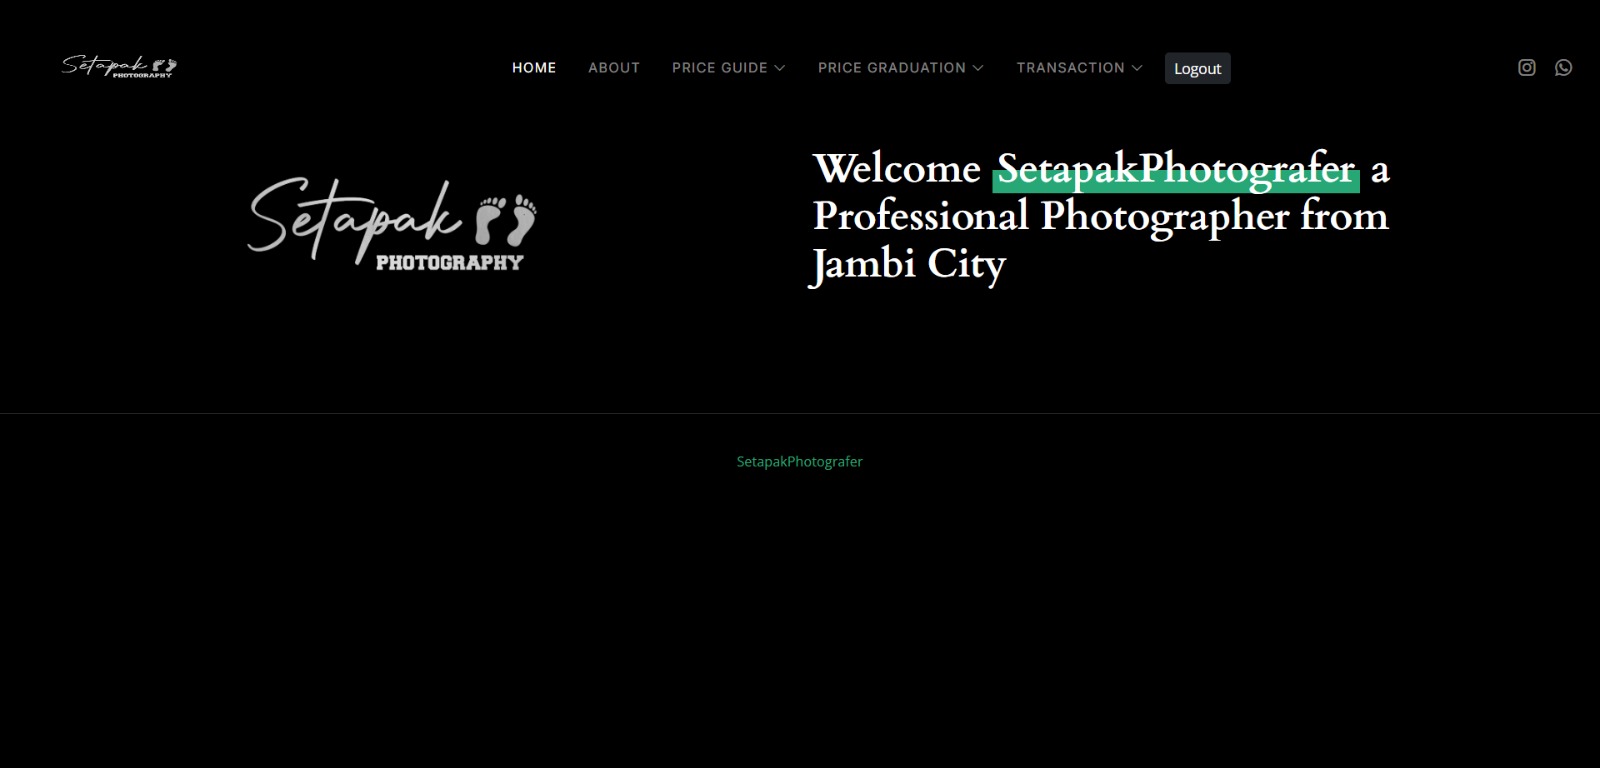 Setapak
PHOTOGRAPHY
HOME ABOUT PRICE GUIDE PRICE GRADUATION TRANSACTION Logout
Setapak
PHOTOGRAPHY
Welcome SetapakPhotografer a
Professional Photographer from
Jambi City
SetapakPhotografer